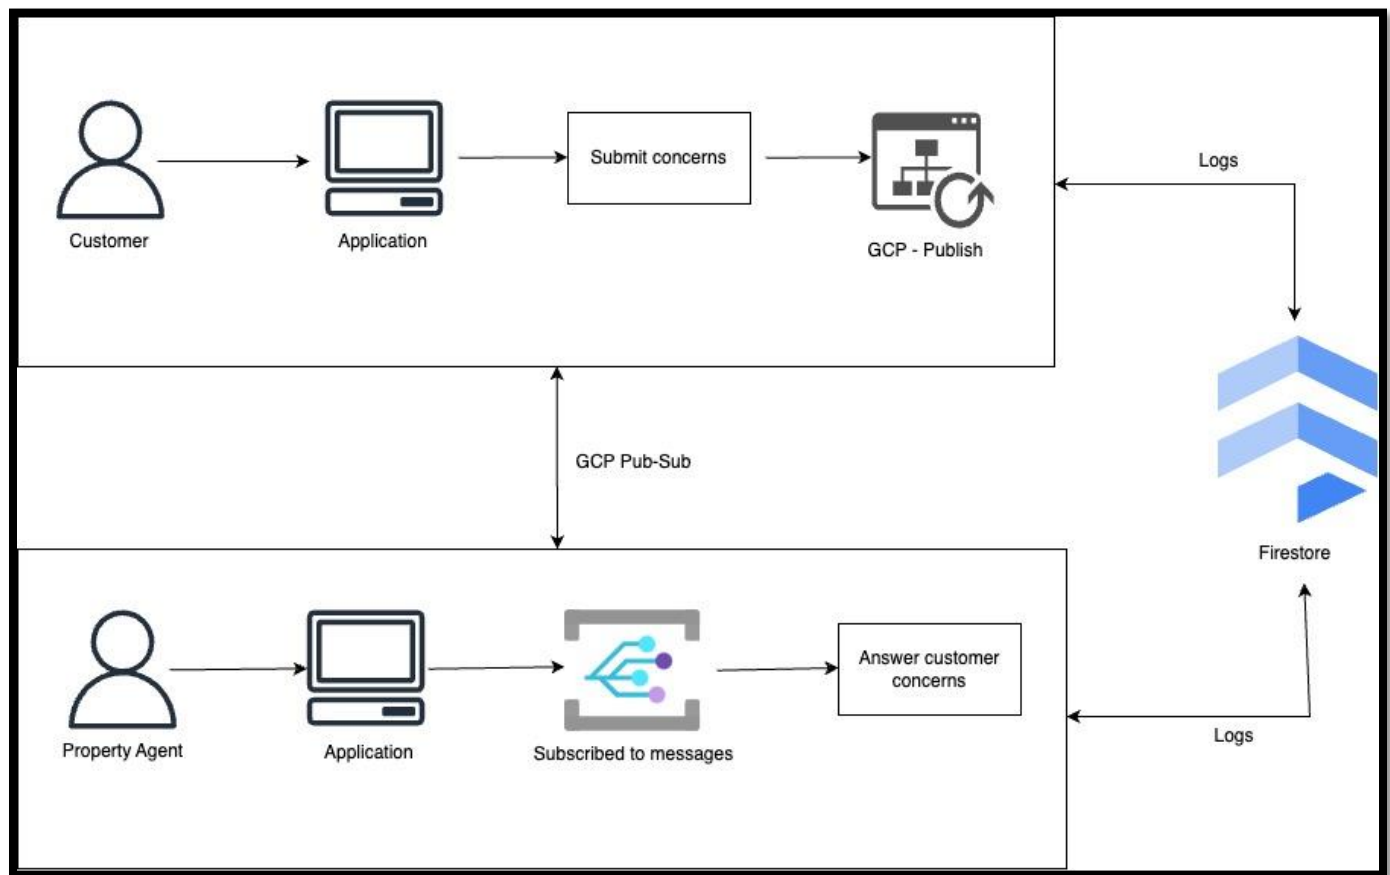 Submit concerns
Logs
Customer
Application
GCP - Publish
GCP Pub-Sub
Firestore
Answer customer
concerns
Property Agent
Application
Subscribed to messages
Logs